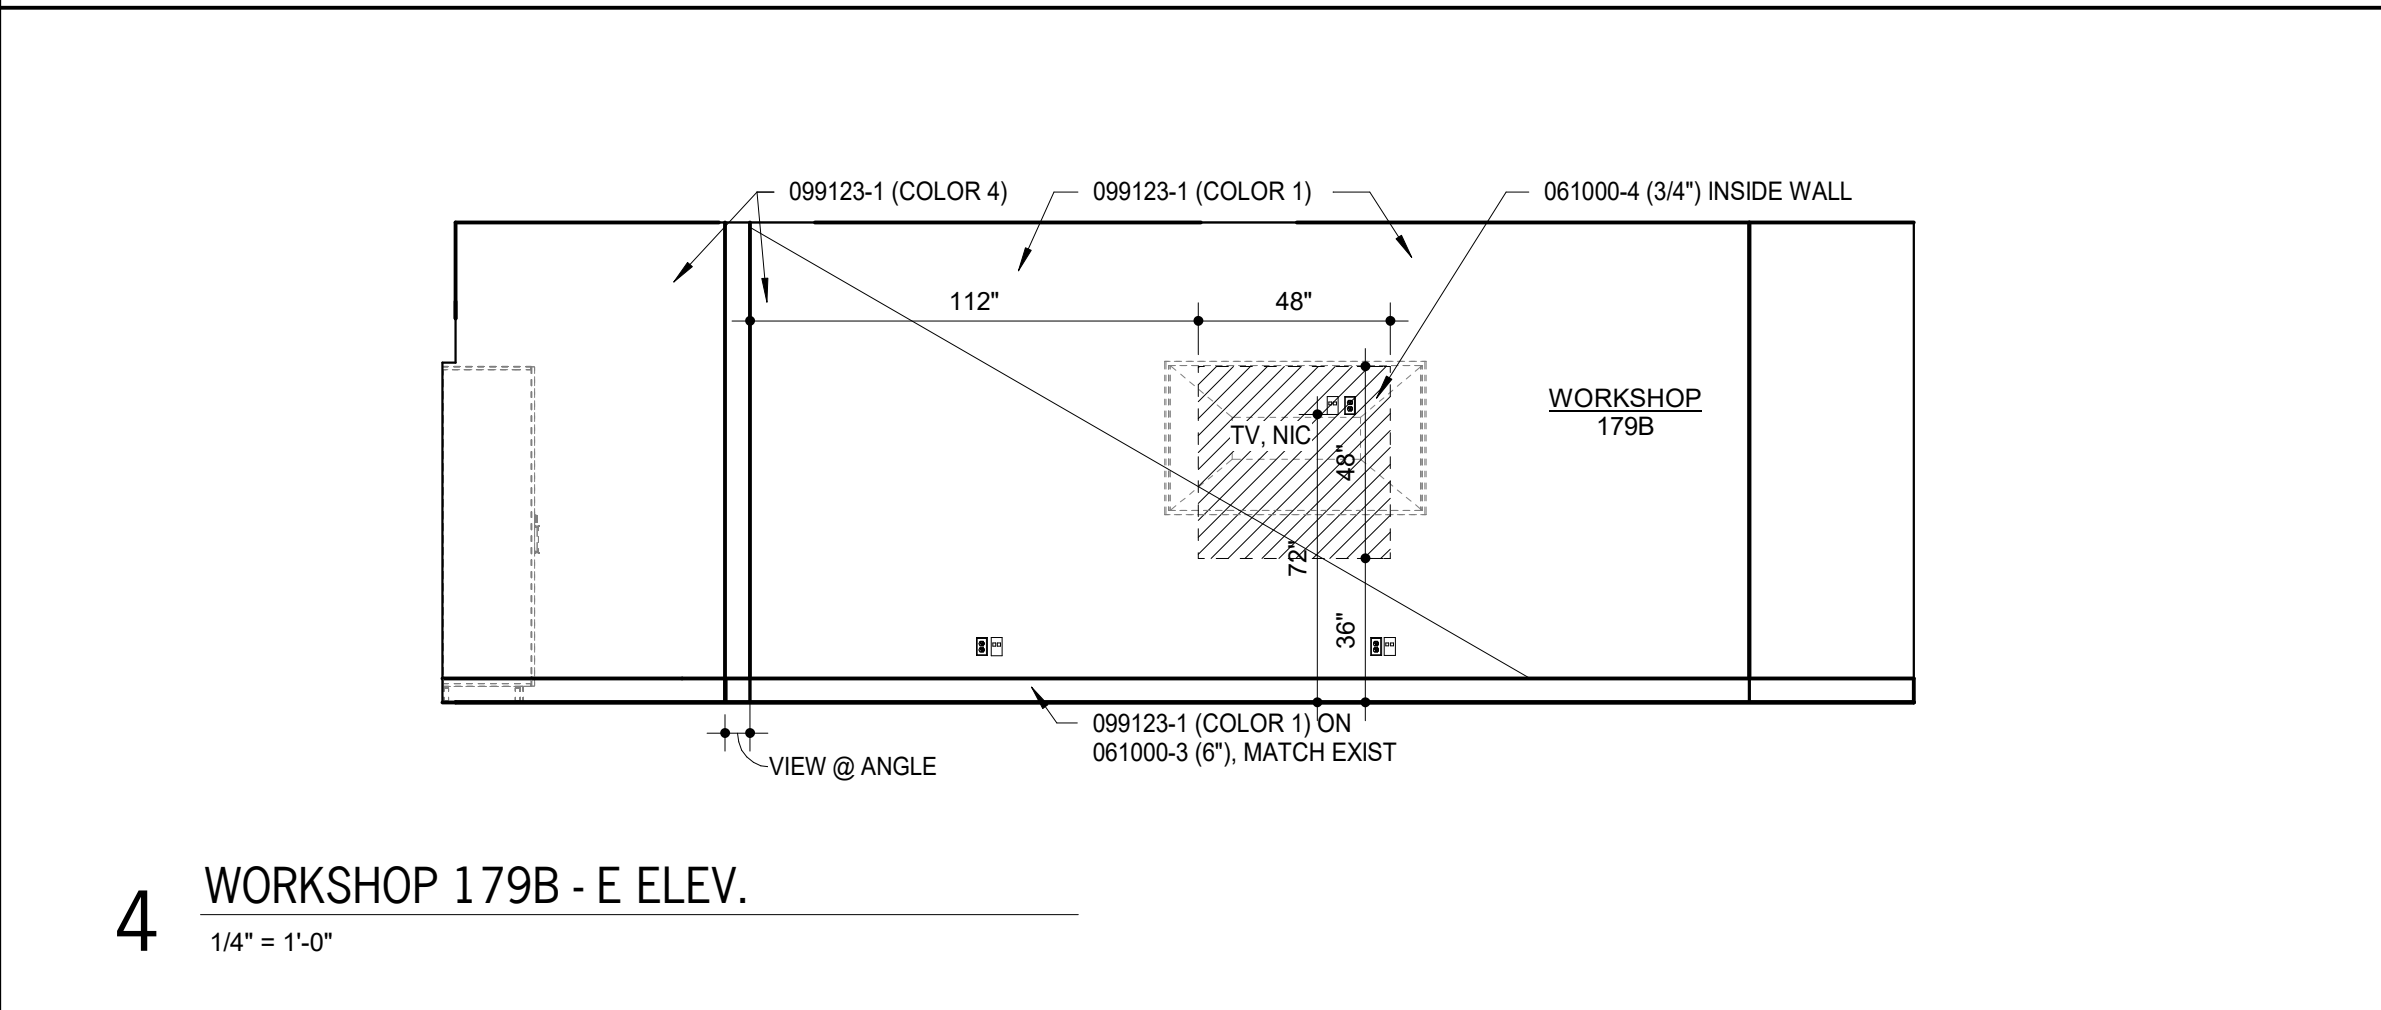 099123-1 (COLOR 4)
099123-1 (COLOR 1)
061000-4 (3/4") INSIDE WALL
112"
48"
WORKSHOP
179B
TV, NIC
48"
72"
36"
099123-1 (COLOR 1) ON
061000-3 (6"), MATCH EXIST
VIEW @ ANGLE
4
WORKSHOP 179B - E ELEV.
1/4" = 1'-0"